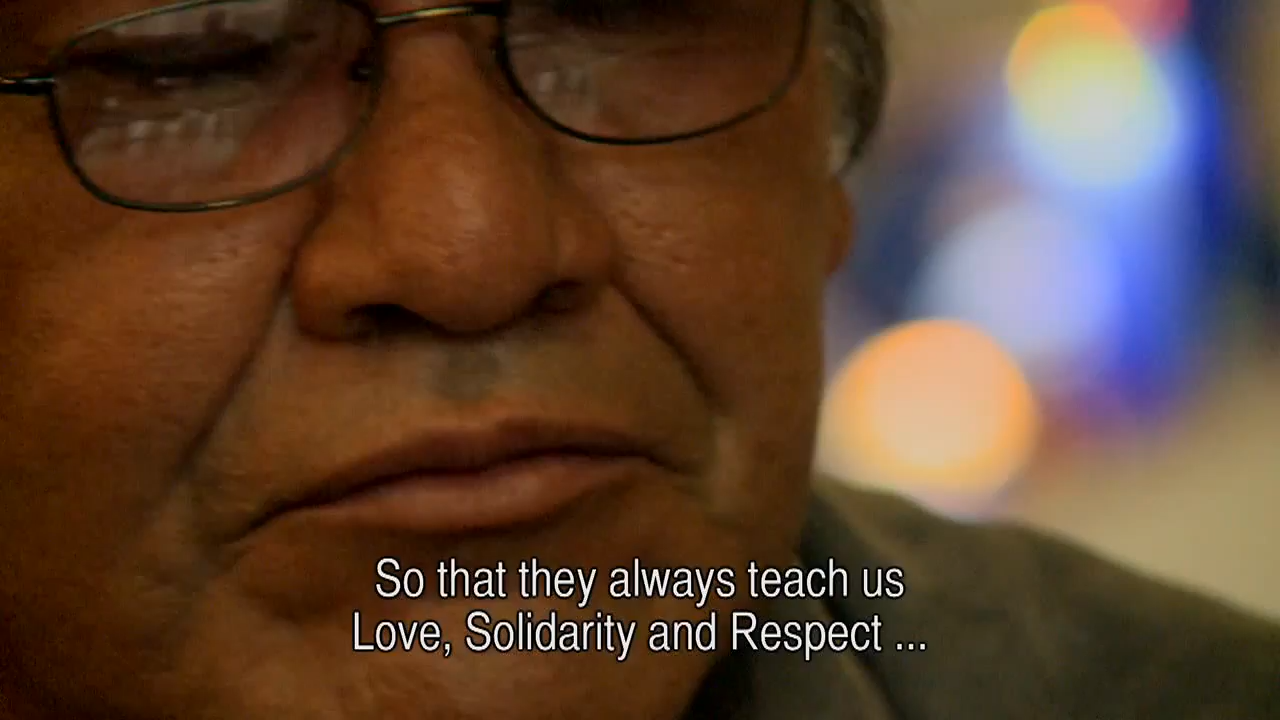 So that they always teach us
Love, Solidarity and Respect ...